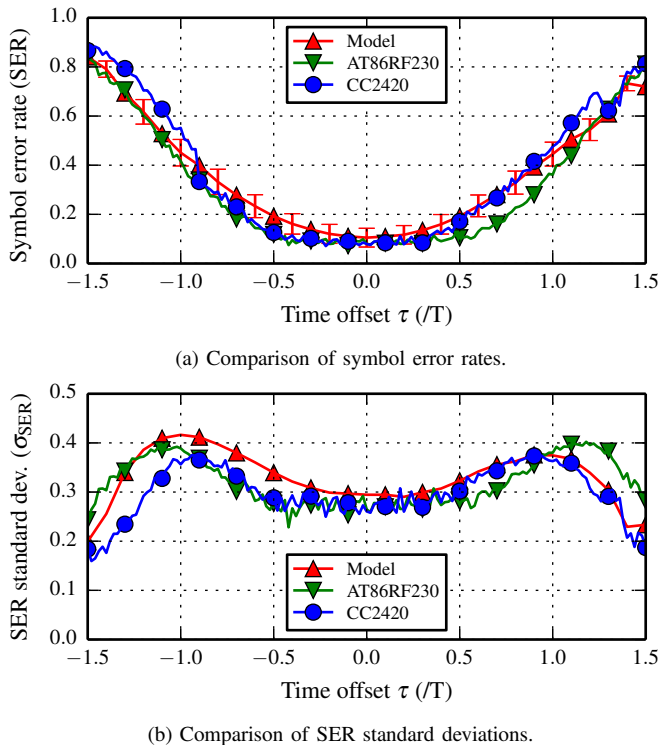 Symbol error rate (SER)
1.0
0.8
0.6
0.4
0.2
0.0
Model
AT86RF230
CC2420
−1.5 −1.0 −0.5 0.0 0.5 1.0 1.5
Time offset τ (/T)
(a) Comparison of symbol error rates.
SER standard dev. (σSER)
0.5
0.4
0.3
0.2
0.1
0.0
Model
AT86RF230
CC2420
−1.5 −1.0 −0.5 0.0 0.5 1.0 1.5
Time offset τ (/T)
(b) Comparison of SER standard deviations.